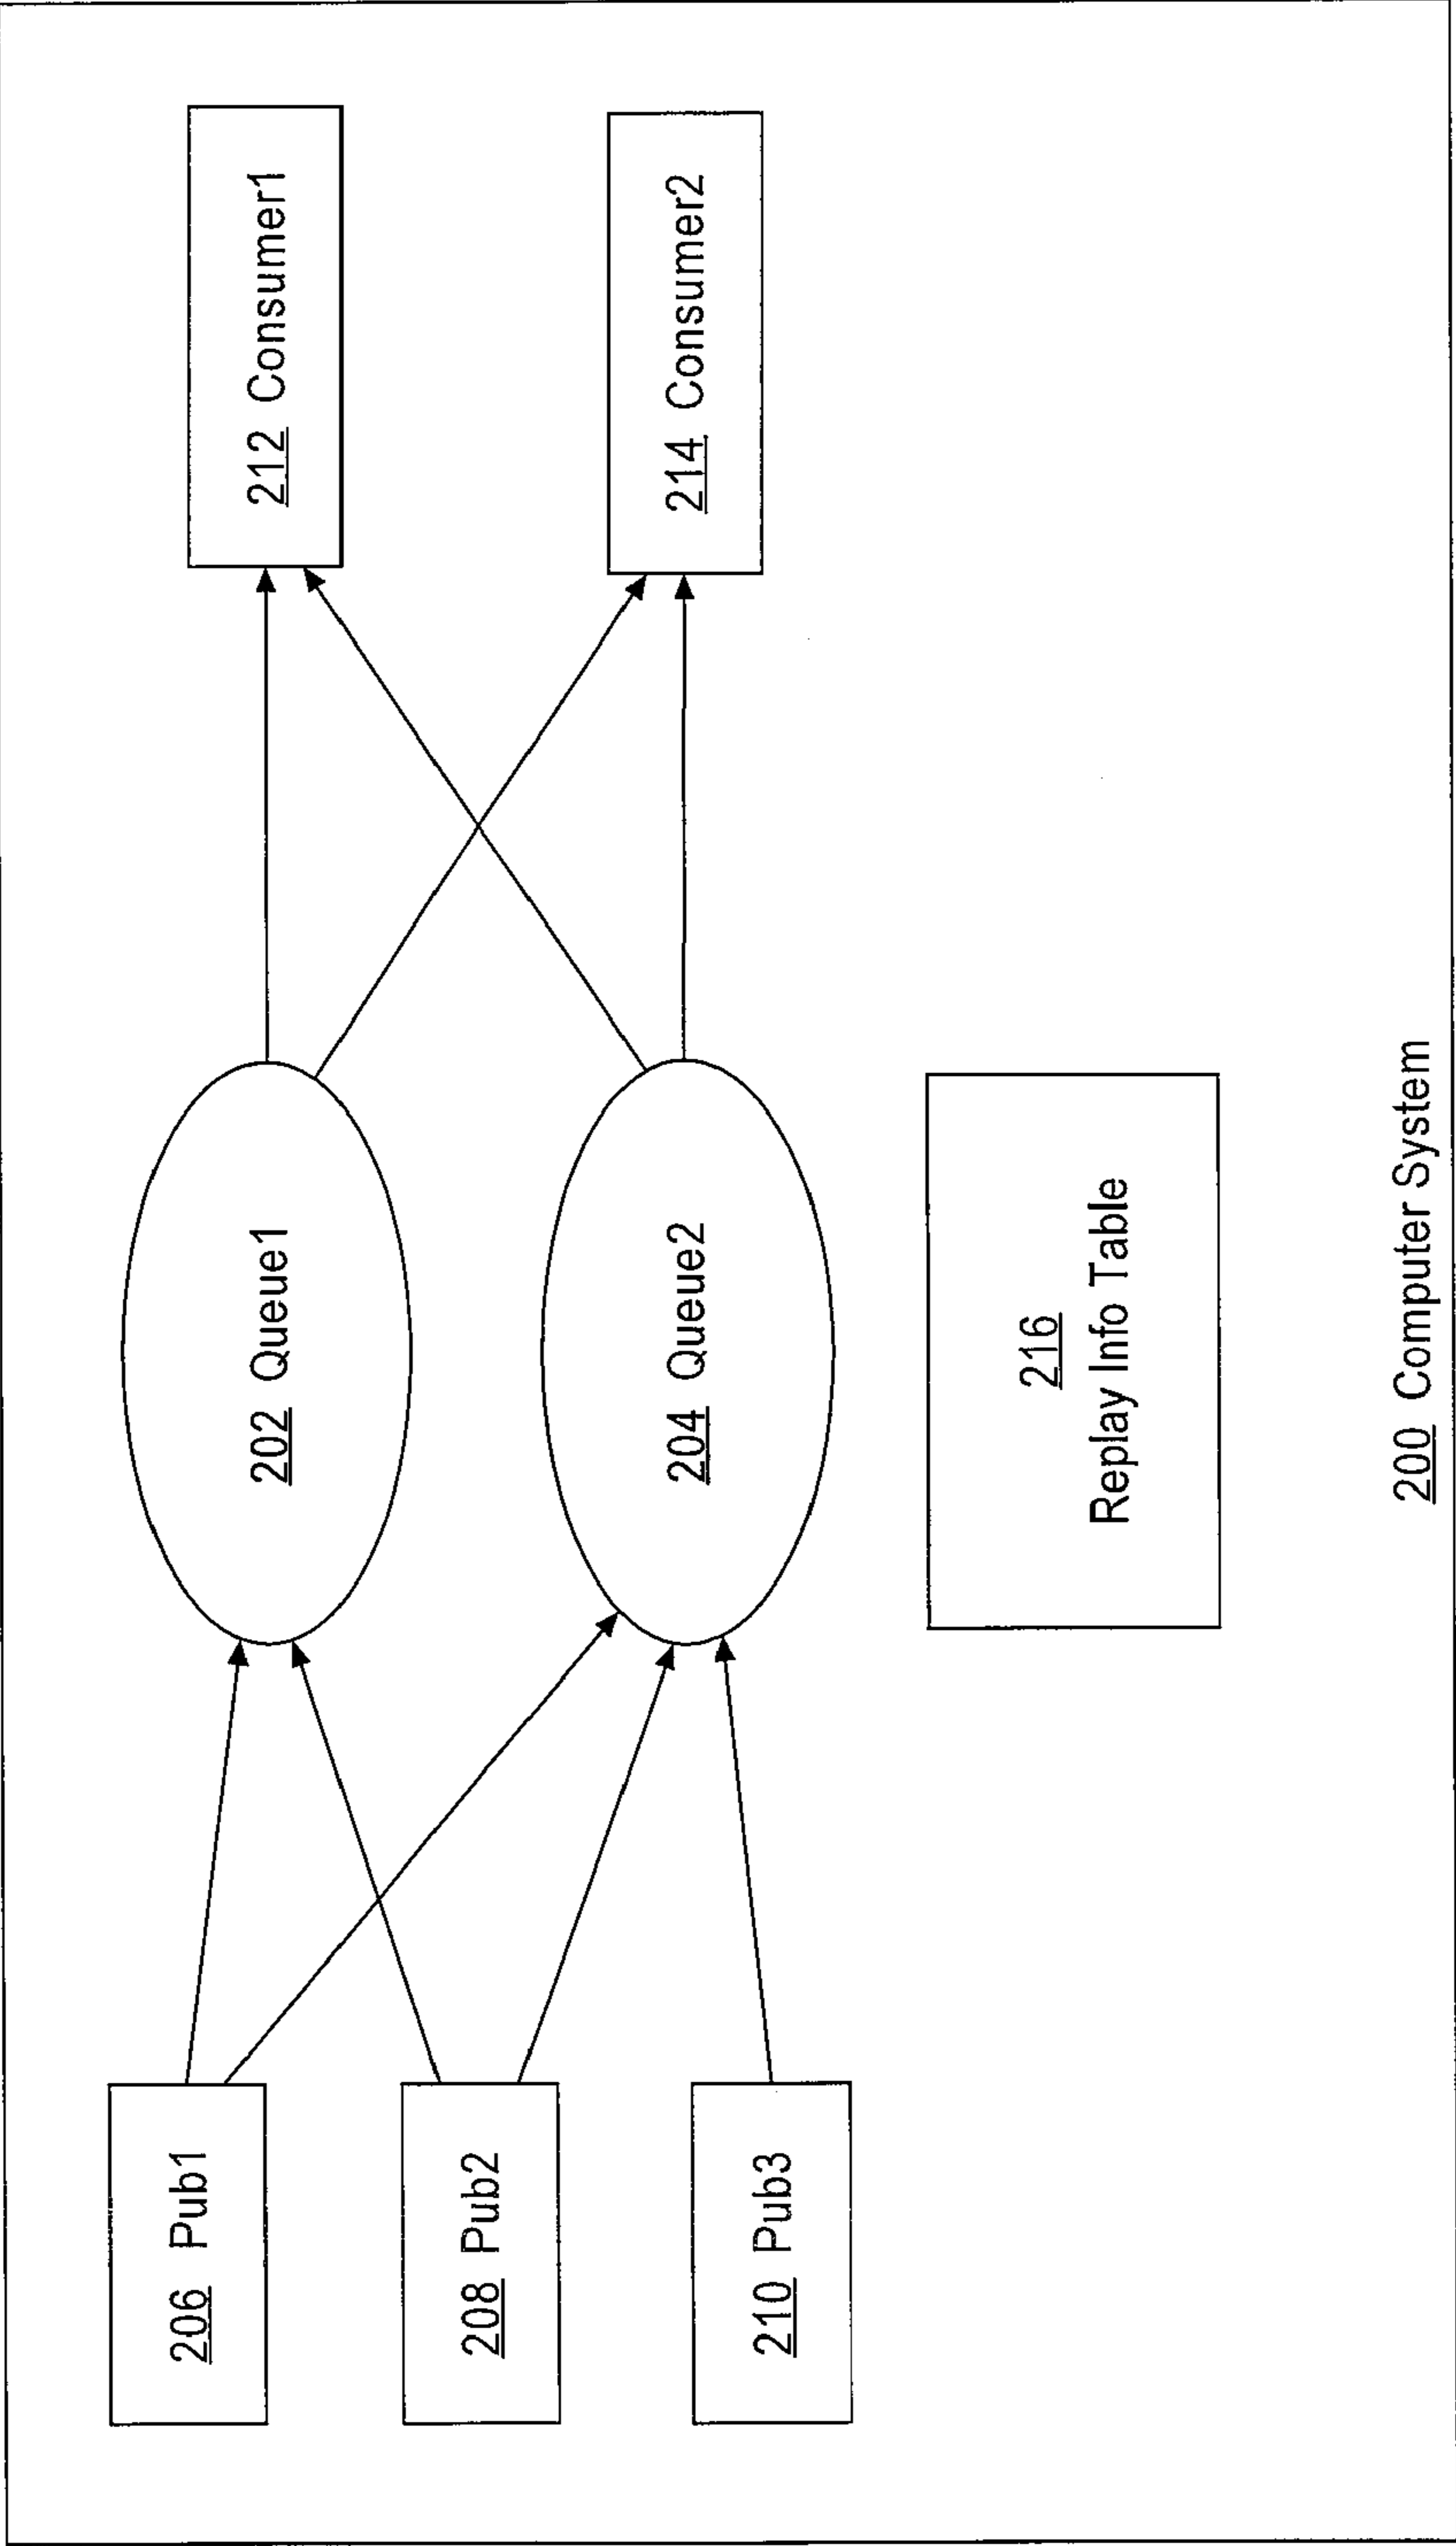 206 Pub1
208 Pub2
210 Pub3
202 Queue1
204 Queue2
216
Replay Info Table
212 Consumer1
214 Consumer2
200 Computer System